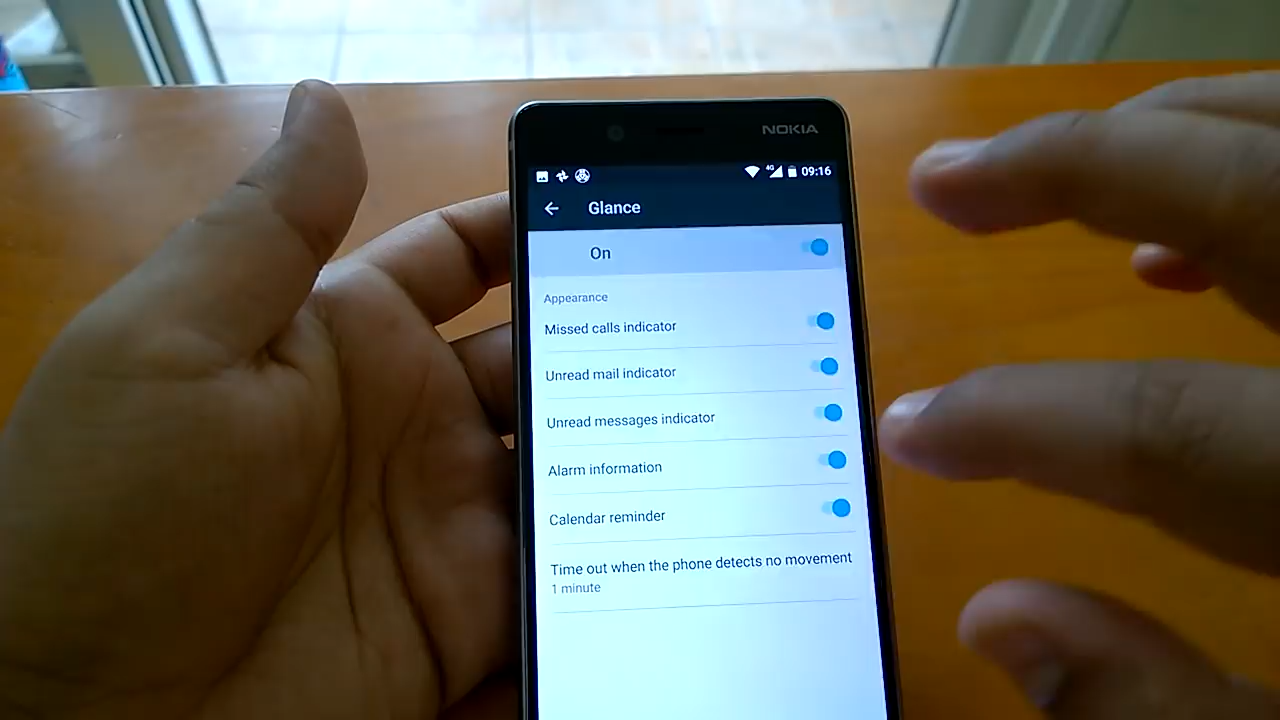 NOKIA
4G 09:16
Glance
On
Appearance
Missed calls indicator
Unread mail indicator
Unread messages indicator
Alarm information
Calendar reminder
Time out when the phone detects no movement
1 minute